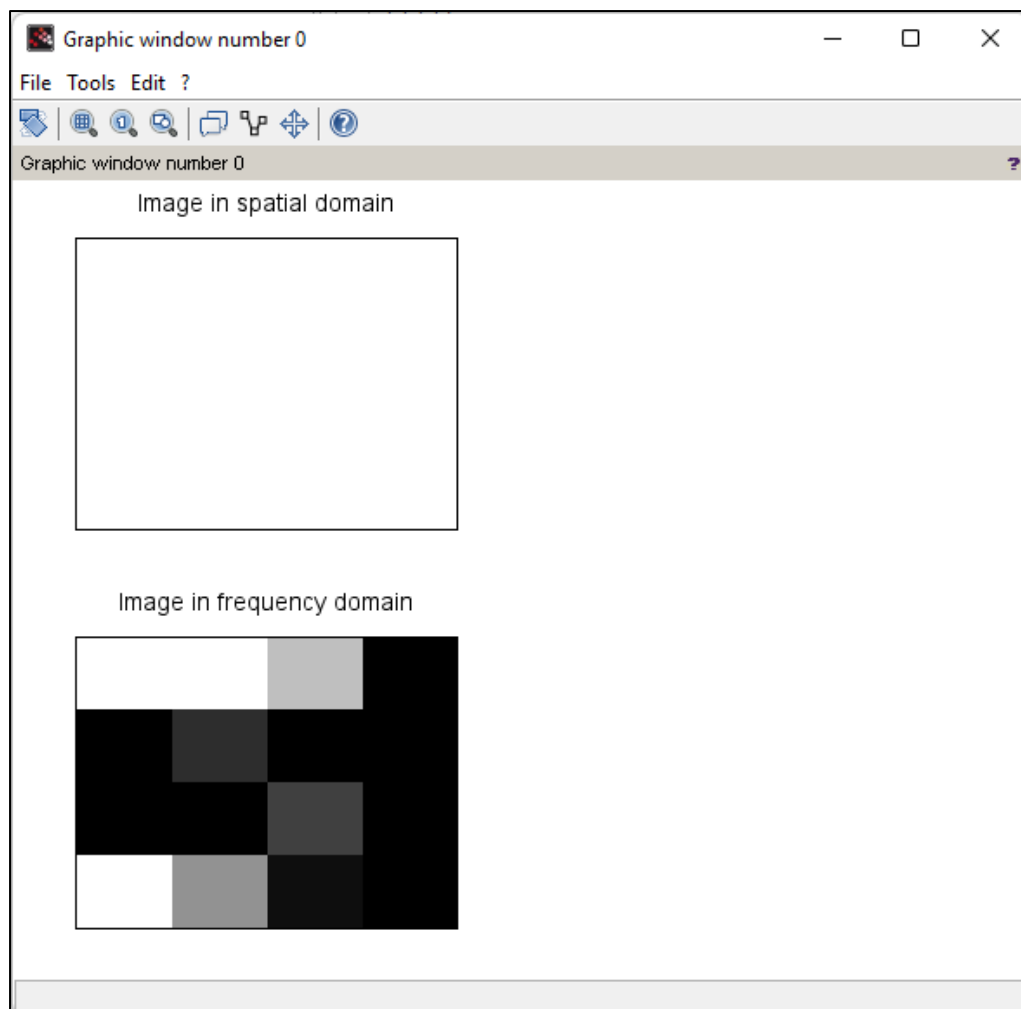 Graphic window number 0
File Tools Edit ?
Graphic window number 0 ?
Image in spatial domain
Image in frequency domain